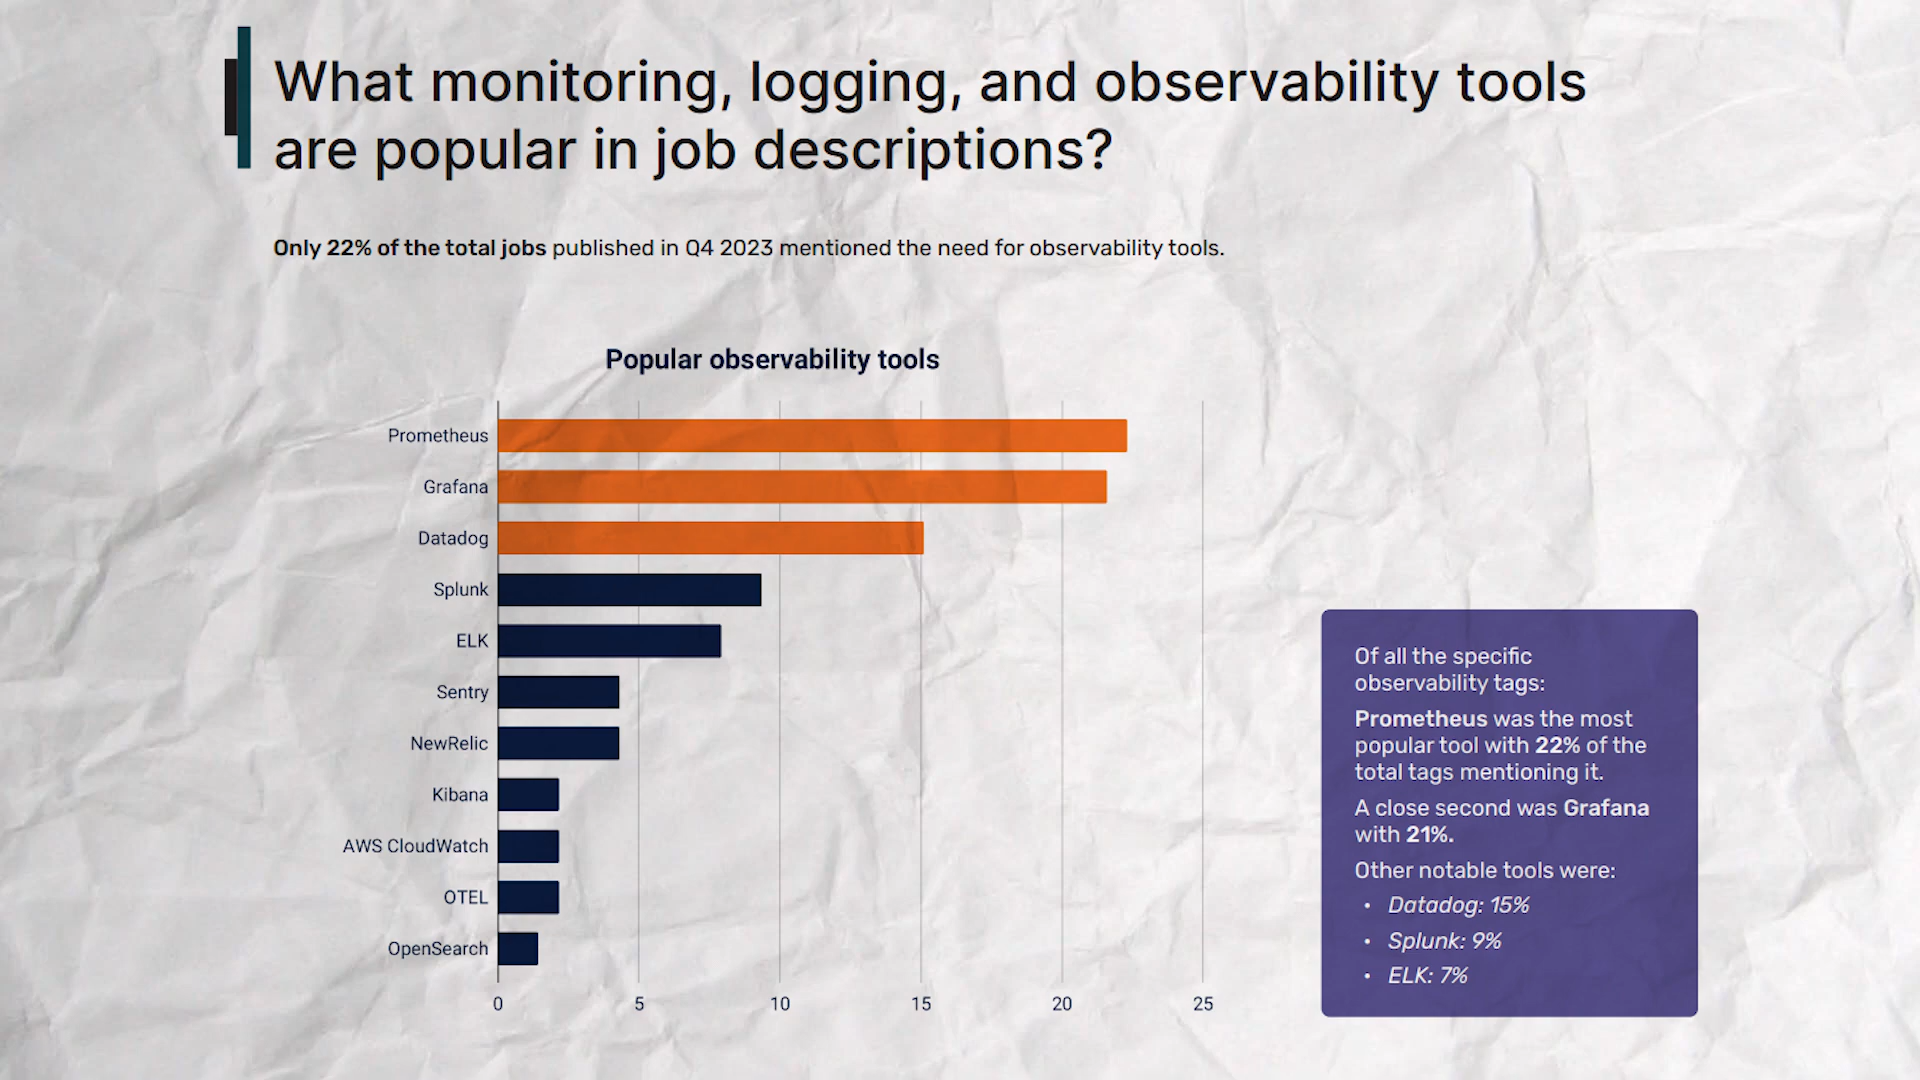 What monitoring, logging, and observability tools
are popular in job descriptions?
Only 22% of the total jobs published in Q4 2023 mentioned the need for observability tools.
Popular observability tools
Prometheus
Grafana
Datadog
Splunk
ELK
Sentry
NewRelic
Kibana
AWS CloudWatch
OTEL
OpenSearch
0 5 10 15 20 25
Of all the specific
observability tags:
Prometheus was the most
popular tool with 22% of the
total tags mentioning it.
A close second was Grafana
with 21%.
Other notable tools were:
• Datadog: 15%
• Splunk: 9%
• ELK: 7%